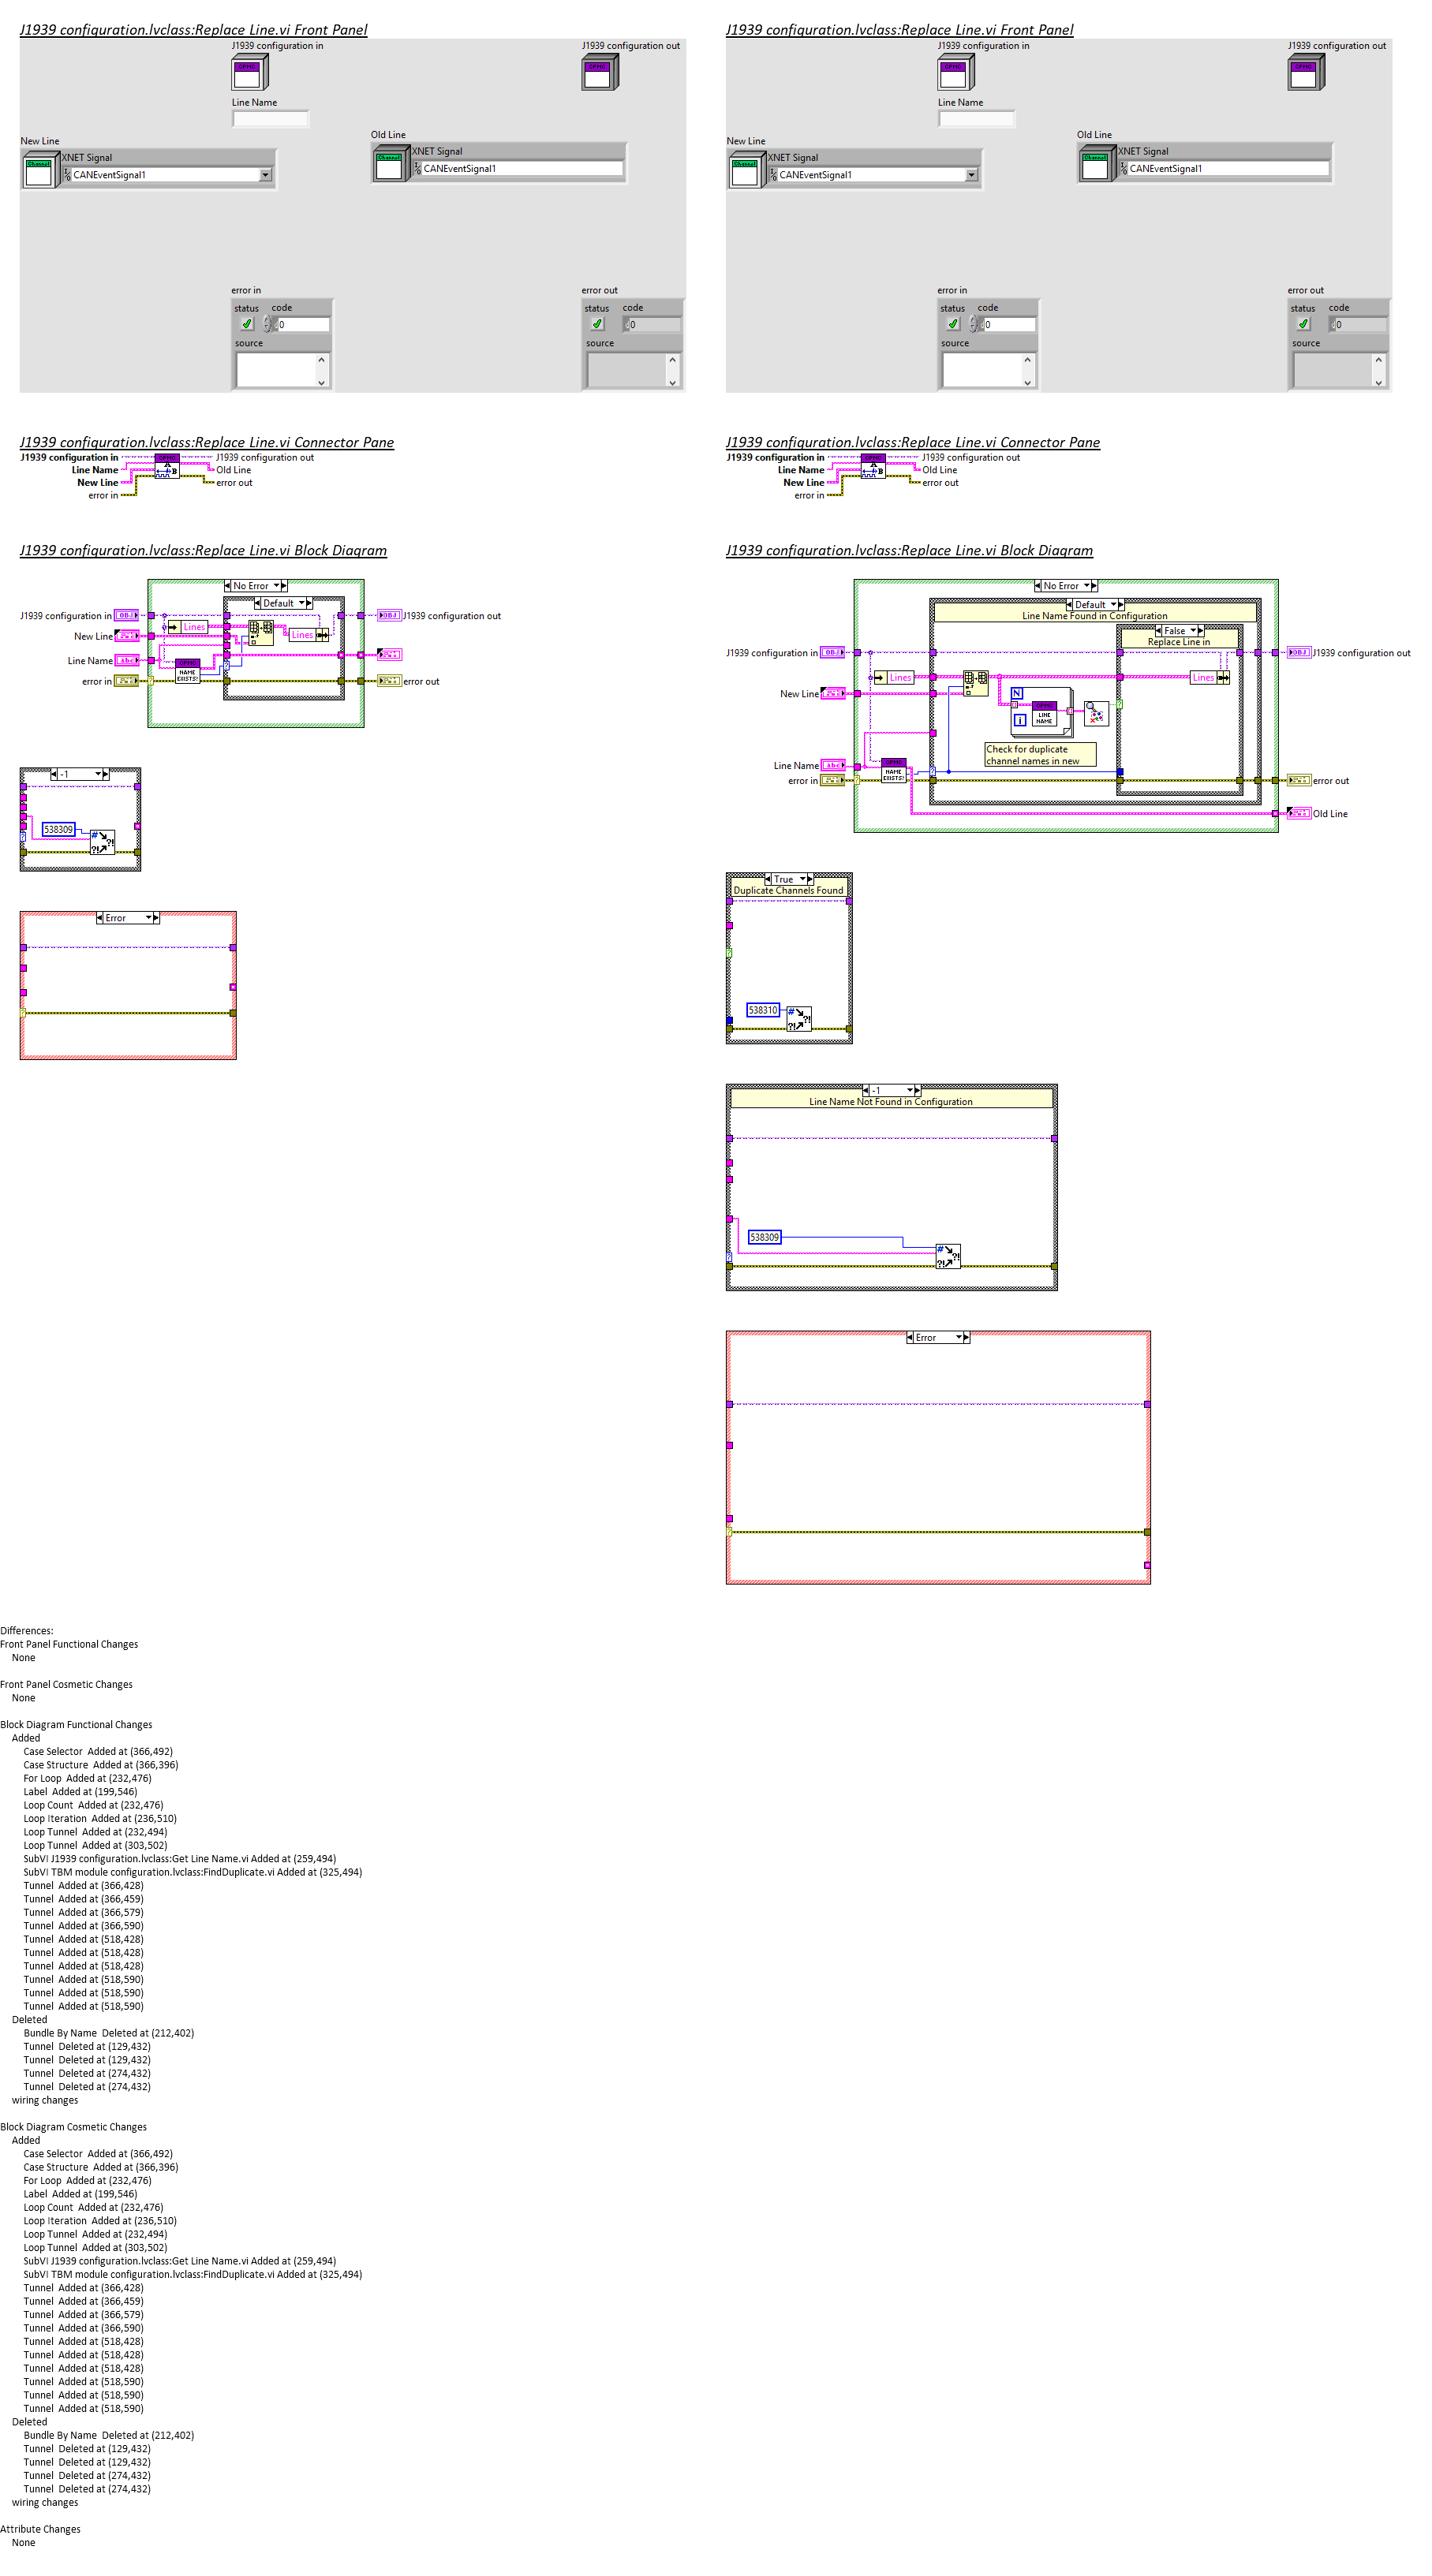 J1939 configuration.lvclass:Replace Line.vi Front Panel
J1939 configuration in
J1939 configuration out
OPMO
OPMO
Line Name
New Line
Channel
XNET Signal
CANEventSignal1
Old Line
Channel
XNET Signal
CANEventSignal1
error in
status code
0
source
error out
status code
0
source
J1939 configuration.lvclass:Replace Line.vi Connector Pane
J1939 configuration in
J1939 configuration out
Line Name
Old Line
New Line
error out
error in
J1939 configuration.lvclass:Replace Line.vi Block Diagram
No Error
Default
J1939 configuration in
J1939 configuration out
Lines
Lines
New Line
Line Name
OPMO
NAME
EXISTS?
error in
error out
-1
538309
Error
J1939 configuration.lvclass:Replace Line.vi Front Panel
J1939 configuration in
J1939 configuration out
OPMO
OPMO
Line Name
New Line
Channel
XNET Signal
CANEventSignal1
Old Line
Channel
XNET Signal
CANEventSignal1
error in
status code
0
source
error out
status code
0
source
J1939 configuration.lvclass:Replace Line.vi Connector Pane
J1939 configuration in
J1939 configuration out
Line Name
Old Line
New Line
error out
error in
J1939 configuration.lvclass:Replace Line.vi Block Diagram
No Error
Default
Line Name Found in Configuration
False
Replace Line in
J1939 configuration in
J1939 configuration out
Lines
Lines
New Line
N
i
OPMO
LINE
NAME
Check for duplicate
channel names in new
Line Name
OPMO
NAME
EXISTS?
error in
error out
Old Line
True
Duplicate Channels Found
538310
-1
Line Name Not Found in Configuration
538309
Error
Differences:
Front Panel Functional Changes
None
Front Panel Cosmetic Changes
None
Block Diagram Functional Changes
Added
Case Selector Added at (366,492)
Case Structure Added at (366,396)
For Loop Added at (232,476)
Label Added at (199,546)
Loop Count Added at (232,476)
Loop Iteration Added at (236,510)
Loop Tunnel Added at (232,494)
Loop Tunnel Added at (303,502)
SubVI J1939 configuration.lvclass:Get Line Name.vi Added at (259,494)
SubVI TBM module configuration.lvclass:FindDuplicate.vi Added at (325,494)
Tunnel Added at (366,428)
Tunnel Added at (366,459)
Tunnel Added at (366,579)
Tunnel Added at (366,590)
Tunnel Added at (518,428)
Tunnel Added at (518,428)
Tunnel Added at (518,428)
Tunnel Added at (518,590)
Tunnel Added at (518,590)
Tunnel Added at (518,590)
Deleted
Bundle By Name Deleted at (212,402)
Tunnel Deleted at (129,432)
Tunnel Deleted at (129,432)
Tunnel Deleted at (274,432)
Tunnel Deleted at (274,432)
wiring changes
Block Diagram Cosmetic Changes
Added
Case Selector Added at (366,492)
Case Structure Added at (366,396)
For Loop Added at (232,476)
Label Added at (199,546)
Loop Count Added at (232,476)
Loop Iteration Added at (236,510)
Loop Tunnel Added at (232,494)
Loop Tunnel Added at (303,502)
SubVI J1939 configuration.lvclass:Get Line Name.vi Added at (259,494)
SubVI TBM module configuration.lvclass:FindDuplicate.vi Added at (325,494)
Tunnel Added at (366,428)
Tunnel Added at (366,459)
Tunnel Added at (366,579)
Tunnel Added at (366,590)
Tunnel Added at (518,428)
Tunnel Added at (518,428)
Tunnel Added at (518,428)
Tunnel Added at (518,590)
Tunnel Added at (518,590)
Tunnel Added at (518,590)
Deleted
Bundle By Name Deleted at (212,402)
Tunnel Deleted at (129,432)
Tunnel Deleted at (129,432)
Tunnel Deleted at (274,432)
Tunnel Deleted at (274,432)
wiring changes
Attribute Changes
None